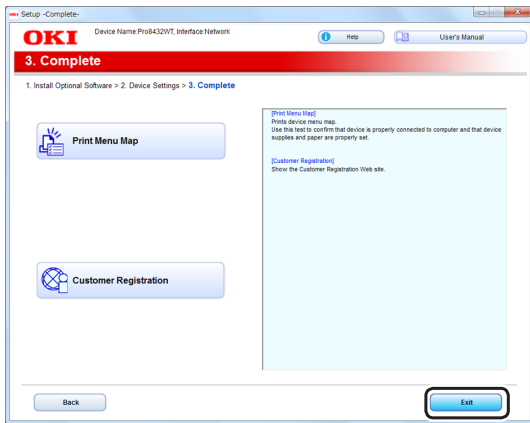 OKI Setup -Complete-
OKI
Device Name:Pro8432WT, Interface:Network
Help
User's Manual
3. Complete
1. Install Optional Software > 2. Device Settings > 3. Complete
Print Menu Map
[Print Menu Map]
Prints device menu map.
Use this test to confirm that device is properly connected to computer and that device
supplies and paper are properly set.
[Customer Registration]
Show the Customer Registration Web site.
Customer Registration
Back
Exit